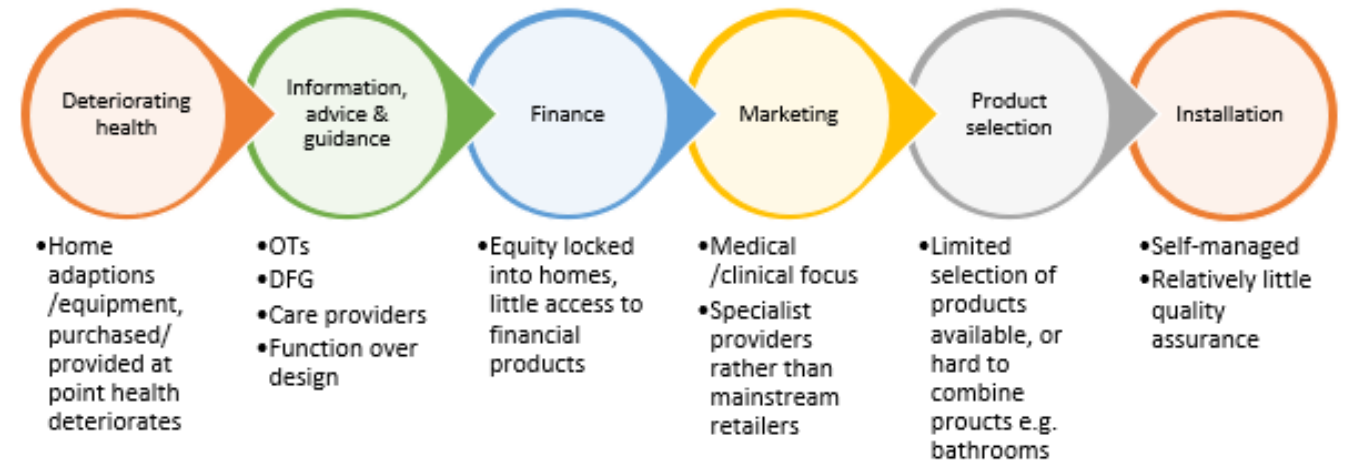 Deteriorating
health
Information,
advice &
guidance
Finance
Marketing
Product
selection
Installation
•Home
adaptions
/equipment,
purchased/
provided at
point health
deteriorates
•OTs
•DFG
•Care providers
•Function over
design
•Equity locked
into homes,
little access to
financial
products
•Medical
/clinical focus
•Specialist
providers
rather than
mainstream
retailers
•Limited
selection of
products
available, or
hard to
combine
proucts e.g.
bathrooms
•Self-managed
•Relatively little
quality
assurance